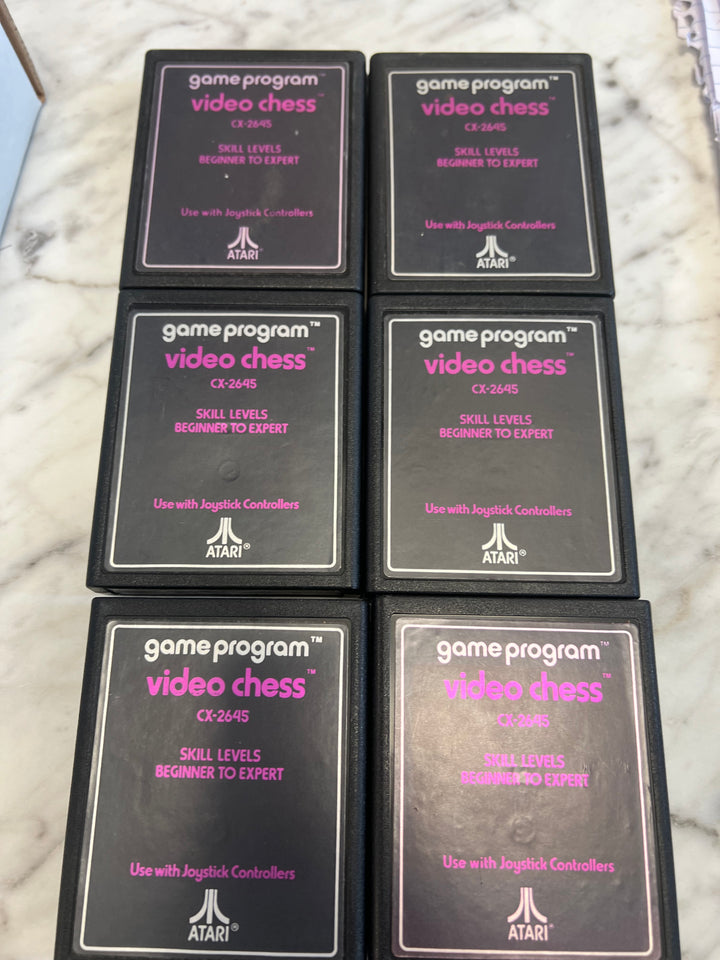 game program™
video chess™
CX-2645
SKILL LEVELS
BEGINNER TO EXPERT
Use with Joystick Controllers
ATARI®
game program™
video chess™
CX-2645
SKILL LEVELS
BEGINNER TO EXPERT
Use with Joystick Controllers
ATARI®
game program™
video chess™
CX-2645
SKILL LEVELS
BEGINNER TO EXPERT
Use with Joystick Controllers
ATARI®
game program™
video chess™
CX-2645
SKILL LEVELS
BEGINNER TO EXPERT
Use with Joystick Controllers
ATARI®
game program™
video chess™
CX-2645
SKILL LEVELS
BEGINNER TO EXPERT
Use with Joystick Controllers
ATARI®
game program™
video chess™
CX-2645
SKILL LEVELS
BEGINNER TO EXPERT
Use with Joystick Controllers
ATARI®